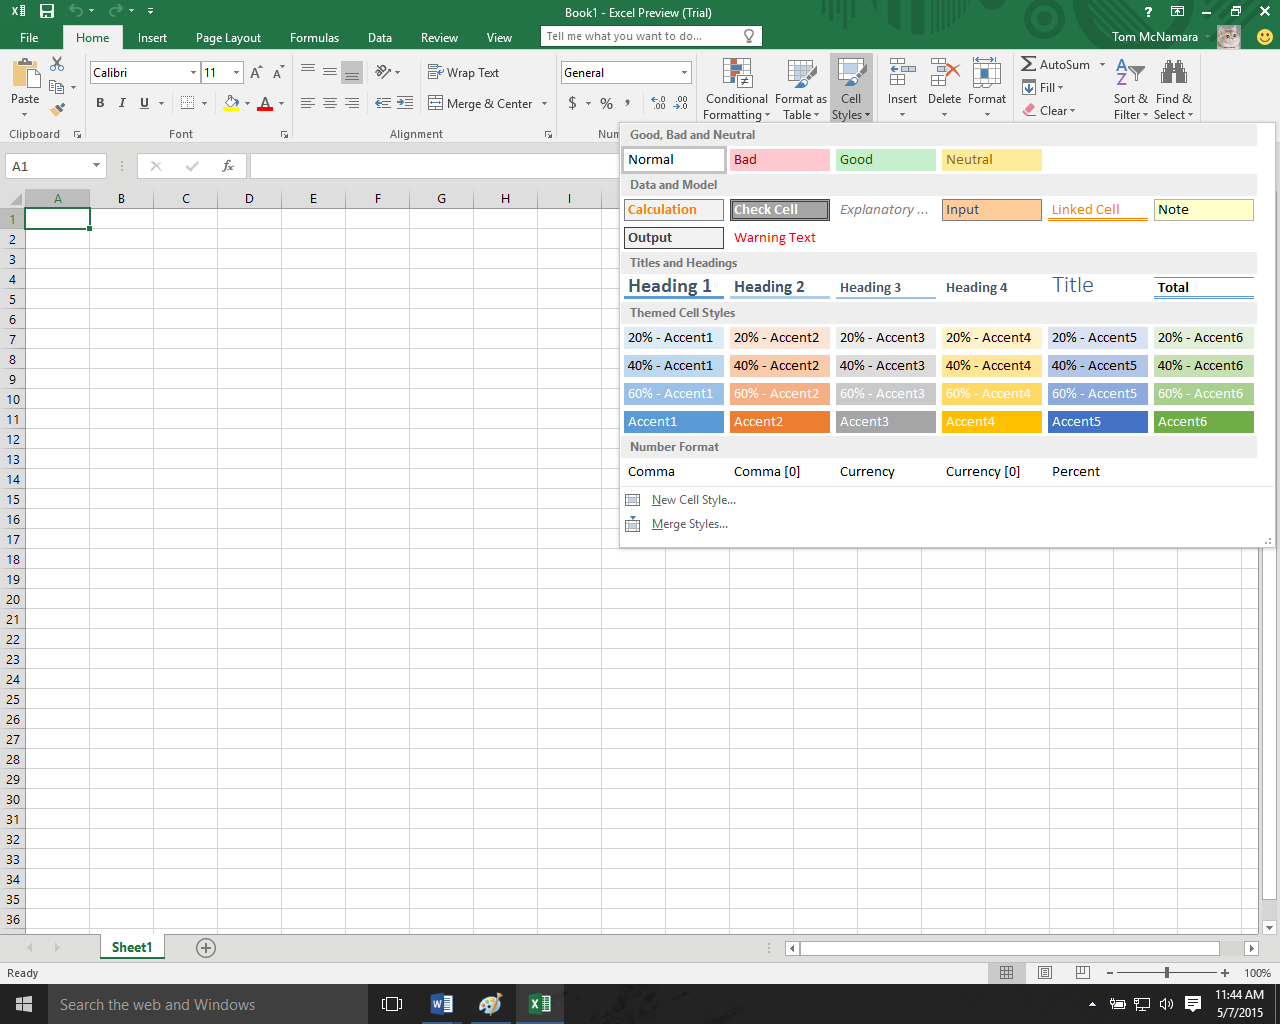 Book1 - Excel Preview (Trial)
?
File Home Insert Page Layout Formulas Data Review View Tell me what you want to do... Tom McNamara
Paste Calibri 11 A A Wrap Text General Conditional Formatting Format as Table Cell Styles Insert Delete Format AutoSum Fill Clear Sort & Filter Find & Select
B I U A Merge & Center $ % ,
Clipboard Font Alignment Num
A1 fx
Good, Bad and Neutral
Normal Bad Good Neutral
Data and Model
Calculation Check Cell Explanatory ... Input Linked Cell Note
Output Warning Text
Titles and Headings
Heading 1 Heading 2 Heading 3 Heading 4 Title Total
Themed Cell Styles
20% - Accent1 20% - Accent2 20% - Accent3 20% - Accent4 20% - Accent5 20% - Accent6
40% - Accent1 40% - Accent2 40% - Accent3 40% - Accent4 40% - Accent5 40% - Accent6
60% - Accent1 60% - Accent2 60% - Accent3 60% - Accent4 60% - Accent5 60% - Accent6
Accent1 Accent2 Accent3 Accent4 Accent5 Accent6
Number Format
Comma Comma [0] Currency Currency [0] Percent
New Cell Style...
Merge Styles...
A B C D E F G H I
1
2
3
4
5
6
7
8
9
10
11
12
13
14
15
16
17
18
19
20
21
22
23
24
25
26
27
28
29
30
31
32
33
34
35
36
Sheet1
Ready 100%
Search the web and Windows 11:44 AM
5/7/2015